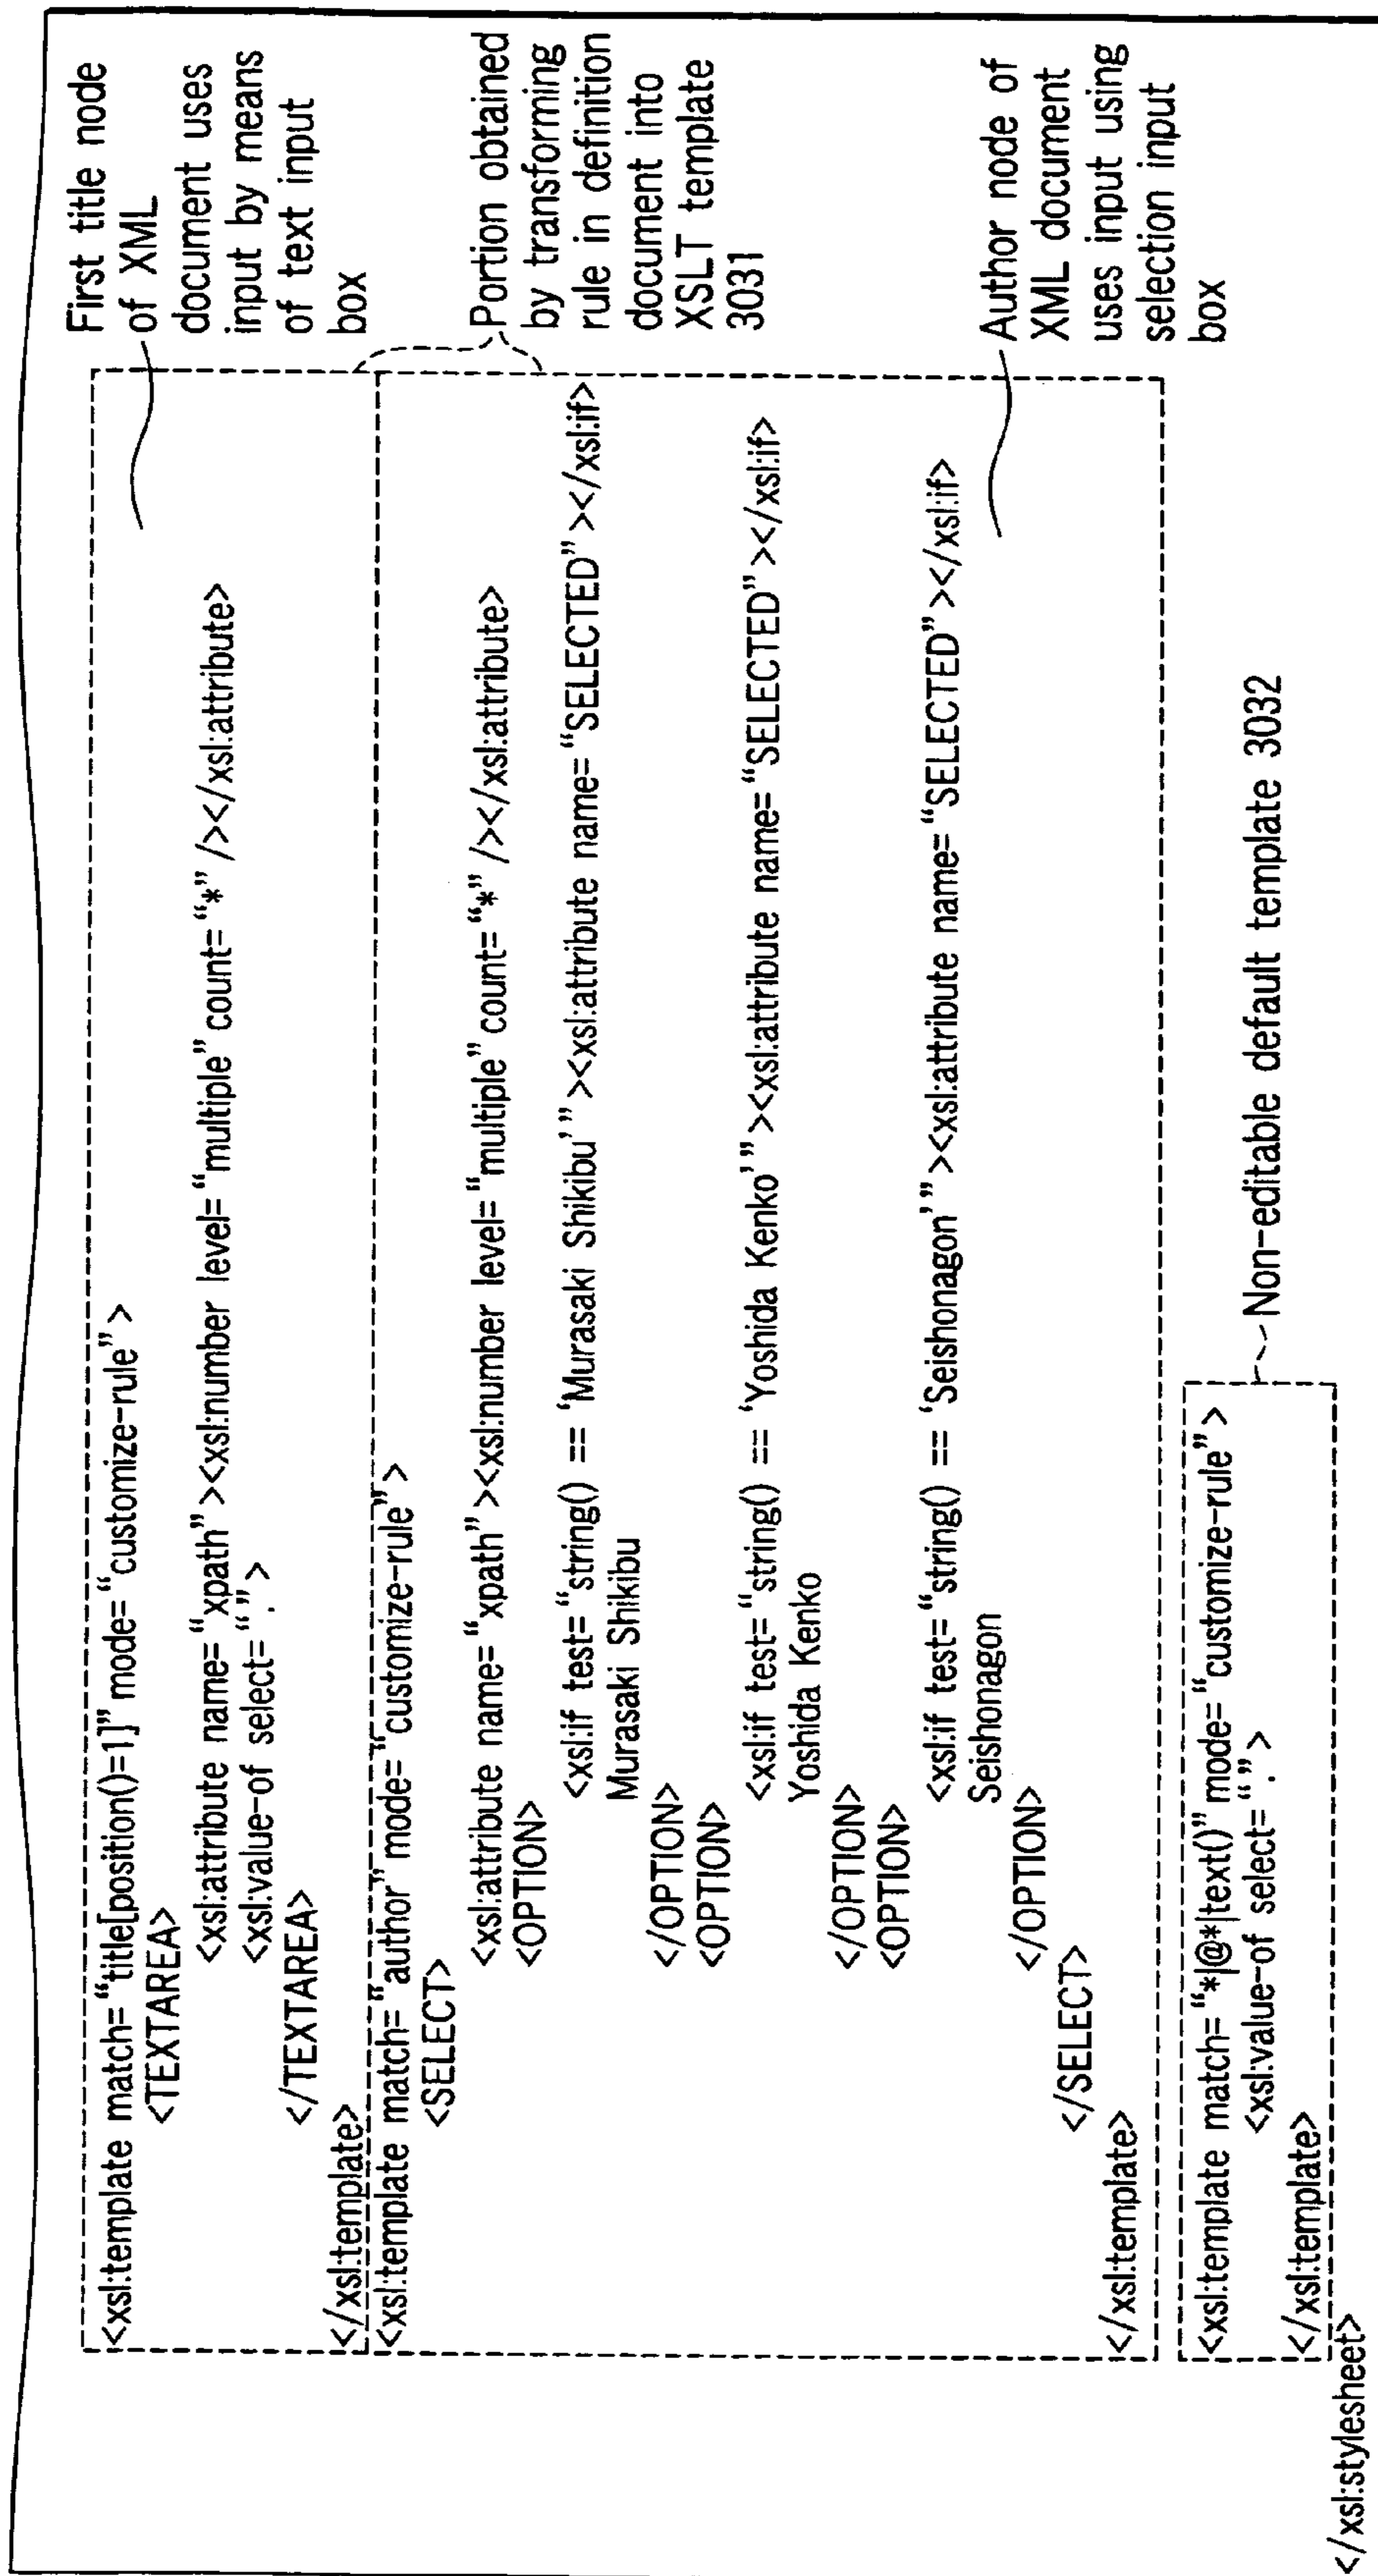 <xsl:template match="title[position()=1]" mode="customize-rule">
<TEXTAREA>
<xsl:attribute name="xpath"><xsl:number level="multiple" count="*" /></xsl:attribute>
<xsl:value-of select=".">
</TEXTAREA>
</xsl:template>
<xsl:template match="author" mode="customize-rule">
<SELECT>
<xsl:attribute name="xpath"><xsl:number level="multiple" count="*" /></xsl:attribute>
<OPTION>
<xsl:if test="string() == 'Murasaki Shikibu'"><xsl:attribute name="SELECTED"></xsl:if>
Murasaki Shikibu
</OPTION>
<OPTION>
<xsl:if test="string() == 'Yoshida Kenko'"><xsl:attribute name="SELECTED"></xsl:if>
Yoshida Kenko
</OPTION>
<OPTION>
<xsl:if test="string() == 'Seishonagon'"><xsl:attribute name="SELECTED"></xsl:if>
Seishonagon
</OPTION>
</SELECT>
</xsl:template>
<xsl:template match="*|@*|text()" mode="customize-rule">
<xsl:value-of select=".">
</xsl:template>
</xsl:stylesheet>
First title node
of XML
document uses
input by means
of text input
box
Portion obtained
by transforming
rule in definition
document into
XSLT template
3031
Author node of
XML document
uses input using
selection input
box
Non-editable default template 3032